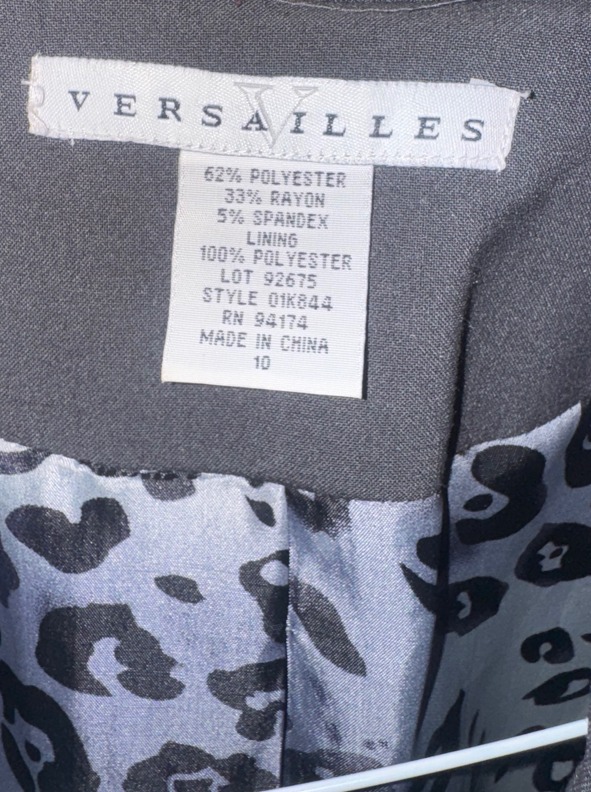 VERSAILLES
62% POLYESTER
33% RAYON
5% SPANDEX
LINING
100% POLYESTER
LOT 92675
STYLE 01K844
RN 94174
MADE IN CHINA
10